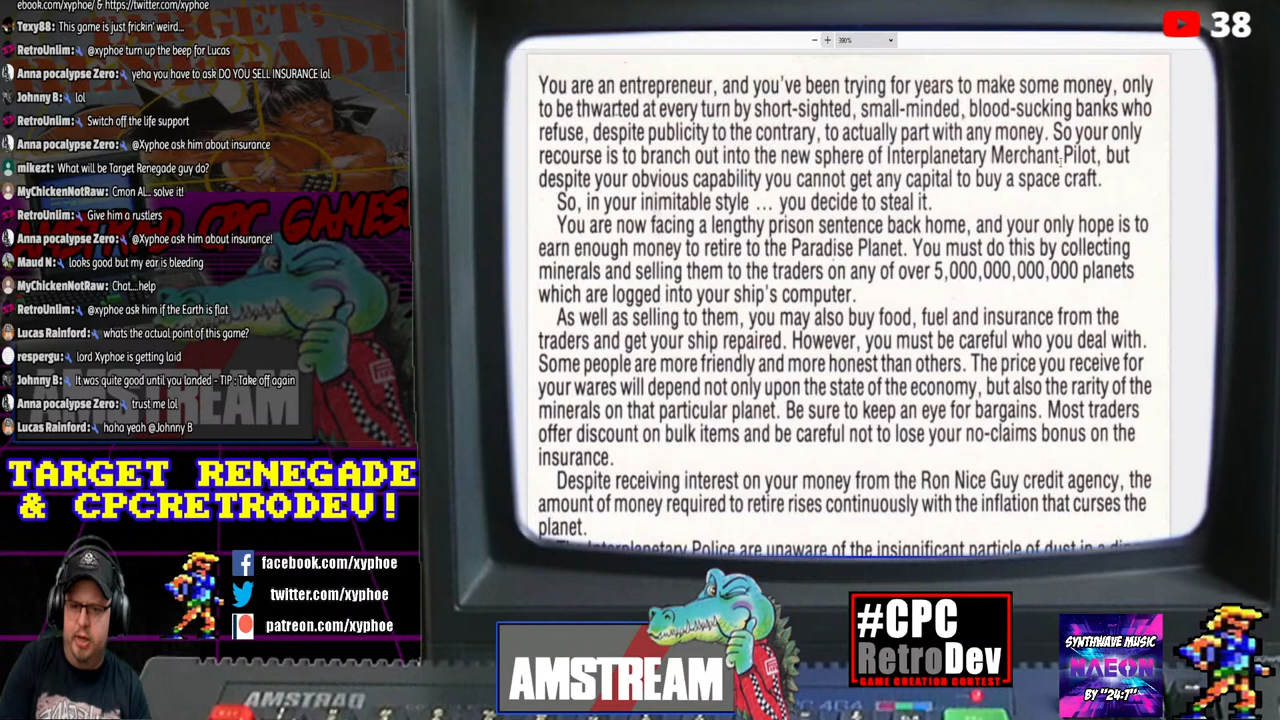 ebook.com/xyphoe/ & https://twitter.com/xyphoe
Texy88: This game is just frickin' weird...
RetroUnlim: @xyphoe turn up the beep for Lucas
Anna pocalypse Zero: yeha you have to ask DO YOU SELL INSURANCE lol
Johnny B: lol
RetroUnlim: Switch off the life support
Anna pocalypse Zero: @Xyphoe ask him about insurance
mikezt: What will be Target Renegade guy do?
MyChickenNotRaw: Cmon AL... solve it!
RetroUnlim: Give him a rustlers
Anna pocalypse Zero: @Xyphoe ask him about insurance!
Maud N: looks good but my ear is bleeding
MyChickenNotRaw: Chat....help
RetroUnlim: @xyphoe ask him if the Earth is flat
Lucas Rainford: whats the actual point of this game?
respergu: lord Xyphoe is getting laid
Johnny B: It was quite good until you landed - TIP : Take off again
Anna pocalypse Zero: trust me lol
Lucas Rainford: haha yeah @Johnny B
AMSTREAM
TARGET RENEGADE
& CPCRETRODEV!
facebook.com/xyphoe
twitter.com/xyphoe
patreon.com/xyphoe
38
390%
You are an entrepreneur, and you've been trying for years to make some money, only
to be thwarted at every turn by short-sighted, small-minded, blood-sucking banks who
refuse, despite publicity to the contrary, to actually part with any money. So your only
recourse is to branch out into the new sphere of Interplanetary Merchant Pilot, but
despite your obvious capability you cannot get any capital to buy a space craft.
So, in your inimitable style ... you decide to steal it.
You are now facing a lengthy prison sentence back home, and your only hope is to
earn enough money to retire to the Paradise Planet. You must do this by collecting
minerals and selling them to the traders on any of over 5,000,000,000,000 planets
which are logged into your ship's computer.
As well as selling to them, you may also buy food, fuel and insurance from the
traders and get your ship repaired. However, you must be careful who you deal with.
Some people are more friendly and more honest than others. The price you receive for
your wares will depend not only upon the state of the economy, but also the rarity of the
minerals on that particular planet. Be sure to keep an eye for bargains. Most traders
offer discount on bulk items and be careful not to lose your no-claims bonus on the
insurance.
Despite receiving interest on your money from the Ron Nice Guy credit agency, the
amount of money required to retire rises continuously with the inflation that curses the
planet.
The Interplanetary Police are unaware of the insignificant particle of dust in a
AMSTREAM
#CPC
RetroDev
GAME CREATION CONTEST
SYNTHWAVE MUSIC
NAEON
BY "24:7"
AMSTRAD